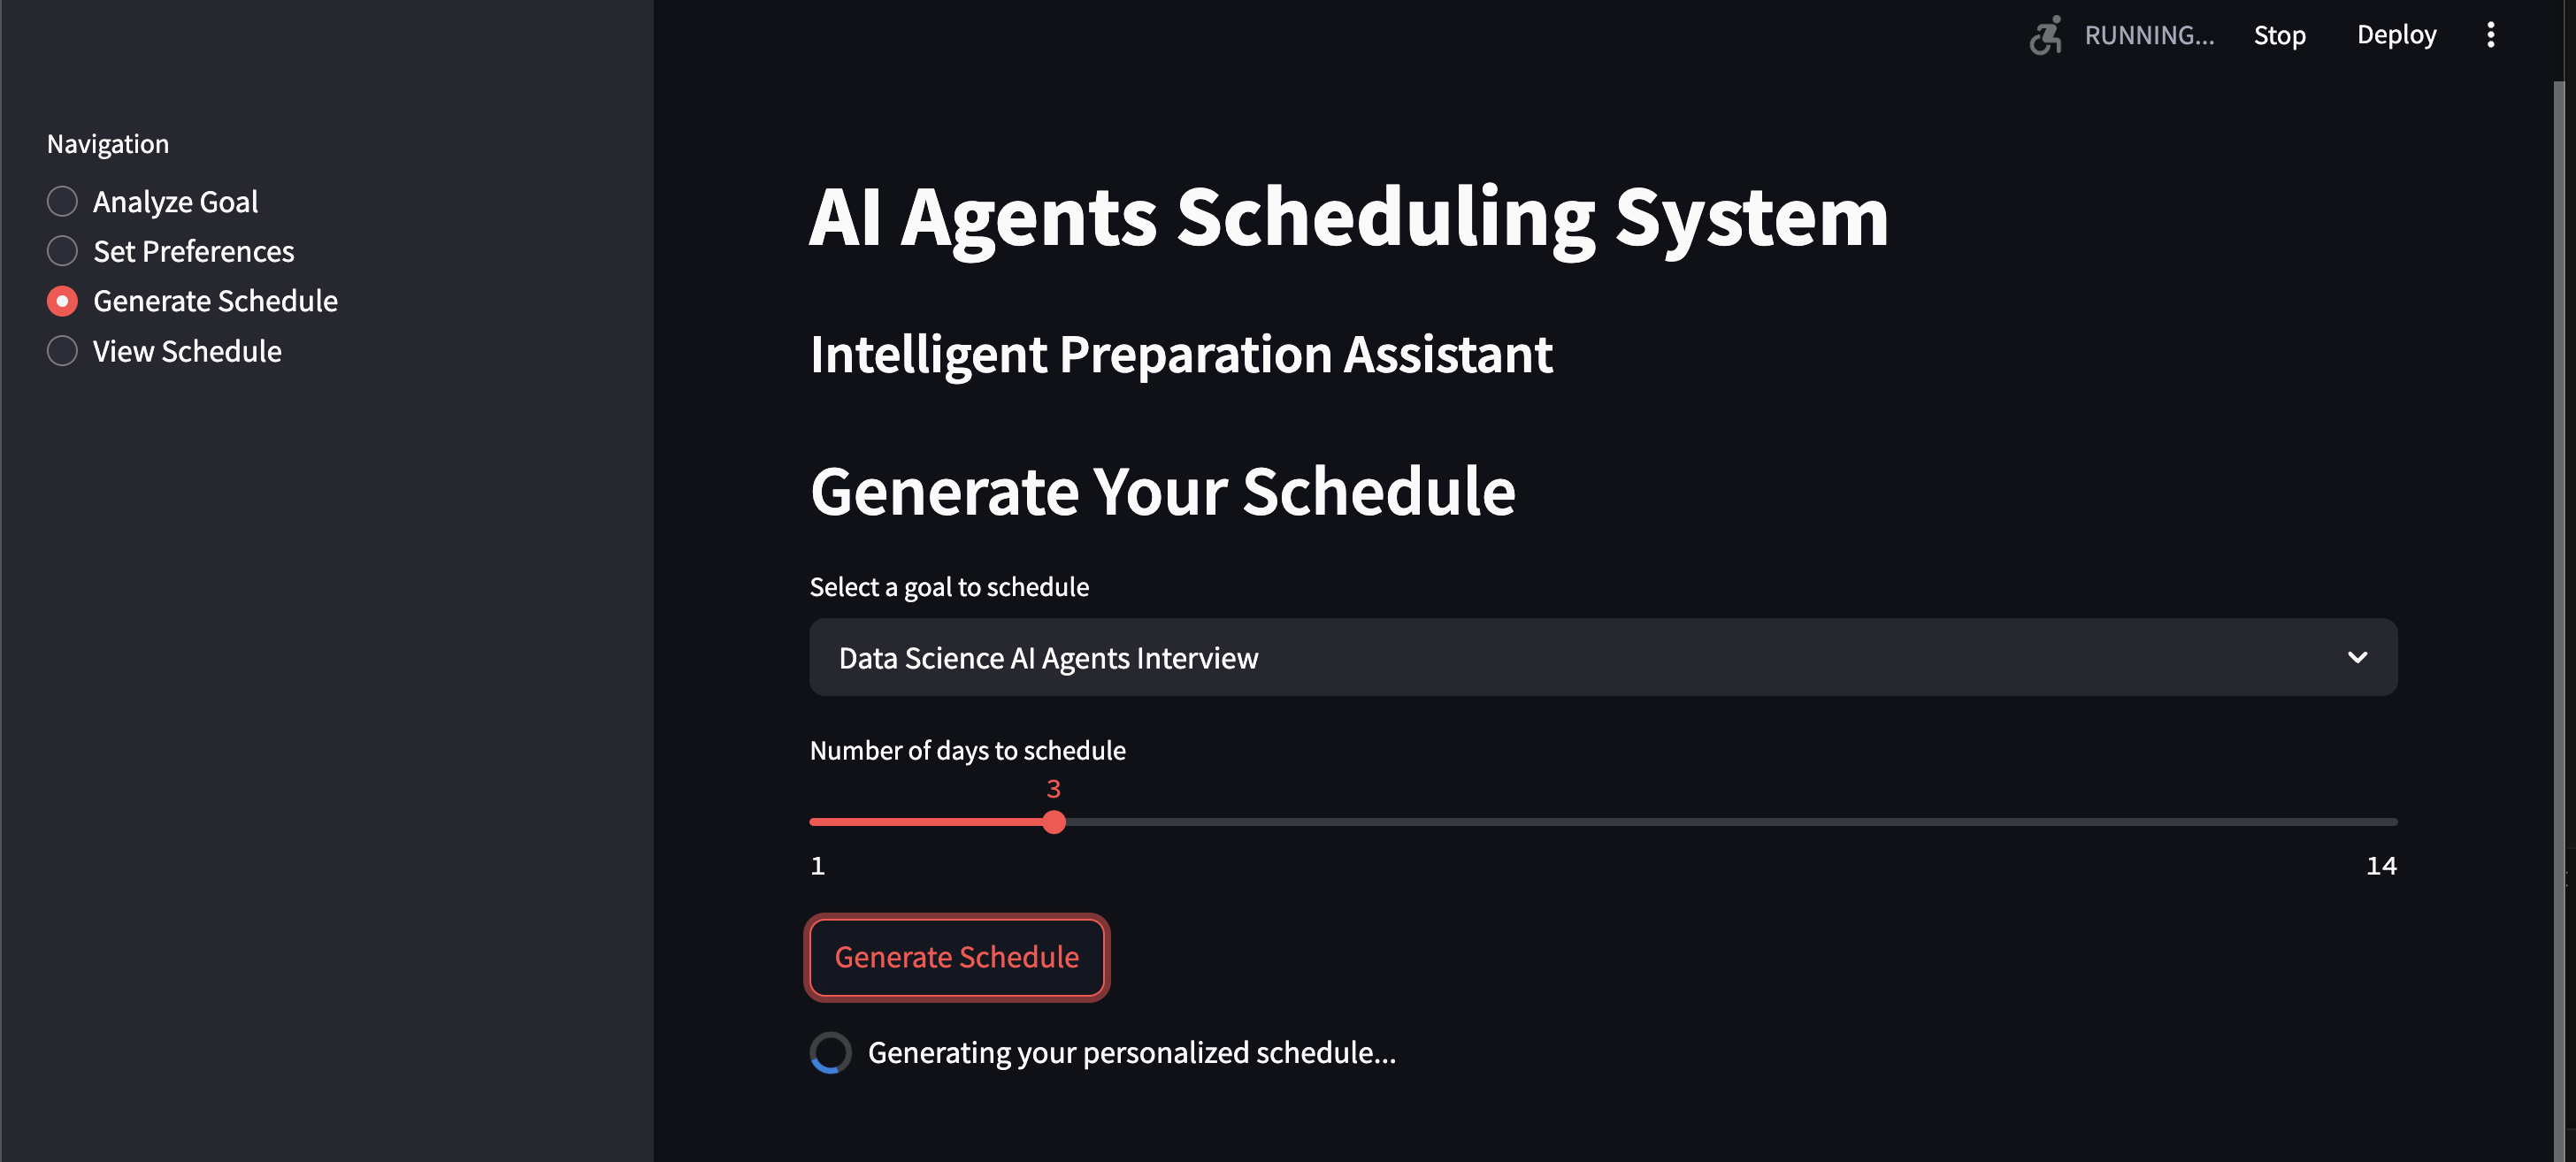 RUNNING...
Stop
Deploy
Navigation
Analyze Goal
Set Preferences
Generate Schedule
View Schedule
AI Agents Scheduling System
Intelligent Preparation Assistant
Generate Your Schedule
Select a goal to schedule
Data Science AI Agents Interview
Number of days to schedule
3
1
14
Generate Schedule
Generating your personalized schedule...